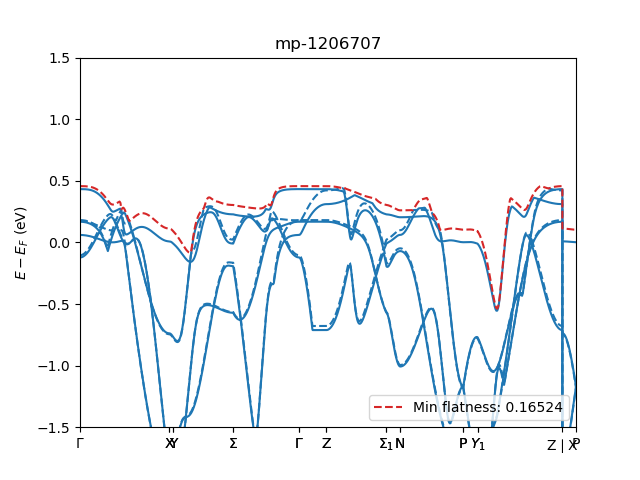 mp-1206707
E − E_F (eV)
1.5
1.0
0.5
0.0
−0.5
−1.0
−1.5
Γ
Σ
Γ
Z
Σ₁
N
P
Y₁
Z | X
P
Min flatness: 0.16524